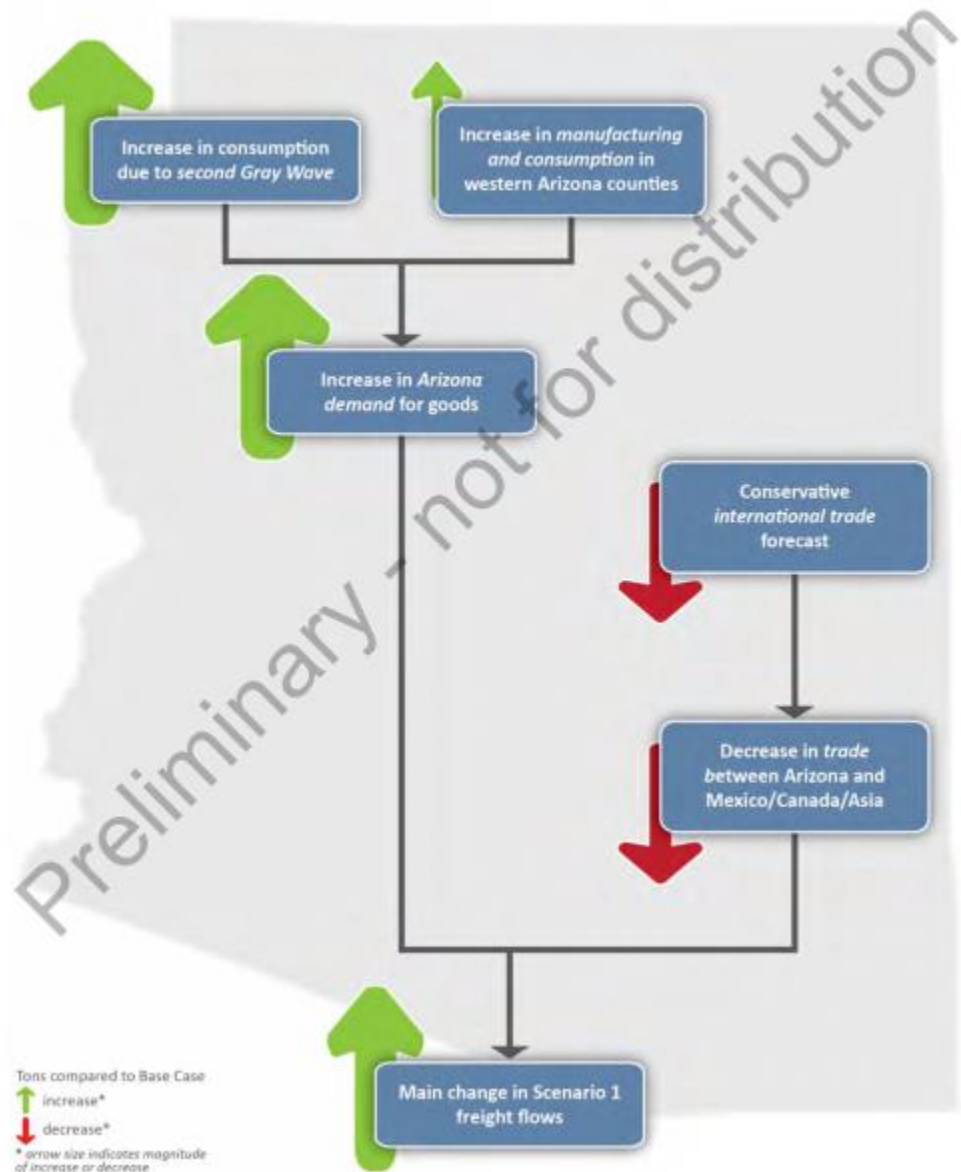 Increase in consumption
due to second Gray Wave
Increase in manufacturing
and consumption in
western Arizona counties
Increase in Arizona
demand for goods
Conservative
international trade
forecast
Decrease in trade
between Arizona and
Mexico/Canada/Asia
Main change in Scenario 1
freight flows
Tons compared to Base Case
increase*
decrease*
* arrow size indicates magnitude
of increase or decrease
Preliminary - not for distribution